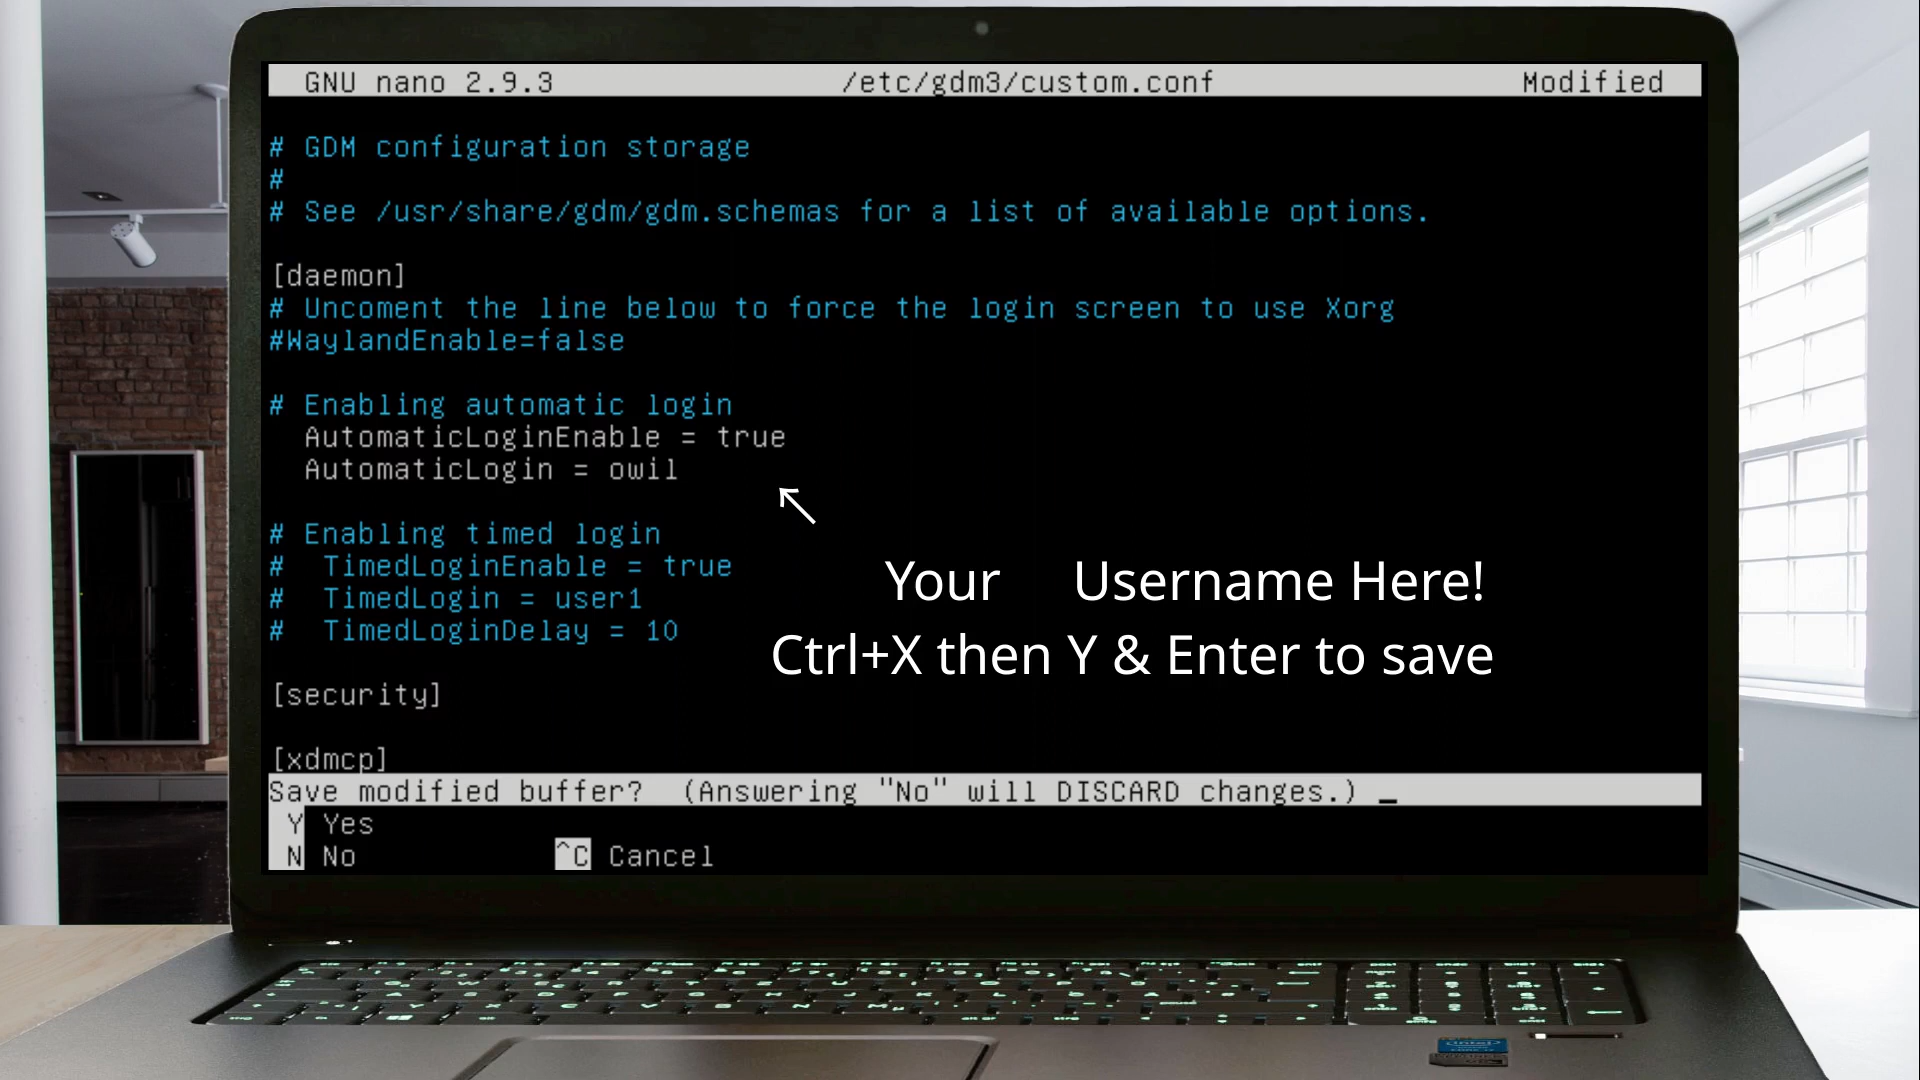 GNU nano 2.9.3 /etc/gdm3/custom.conf Modified
# GDM configuration storage
#
# See /usr/share/gdm/gdm.schemas for a list of available options.
[daemon]
# Uncoment the line below to force the login screen to use Xorg
#WaylandEnable=false
# Enabling automatic login
AutomaticLoginEnable = true
AutomaticLogin = owil
# Enabling timed login
# TimedLoginEnable = true
# TimedLogin = user1
# TimedLoginDelay = 10
Your Username Here!
Ctrl+X then Y & Enter to save
[security]
[xdmcp]
Save modified buffer? (Answering "No" will DISCARD changes.)
Y Yes
N No ^C Cancel